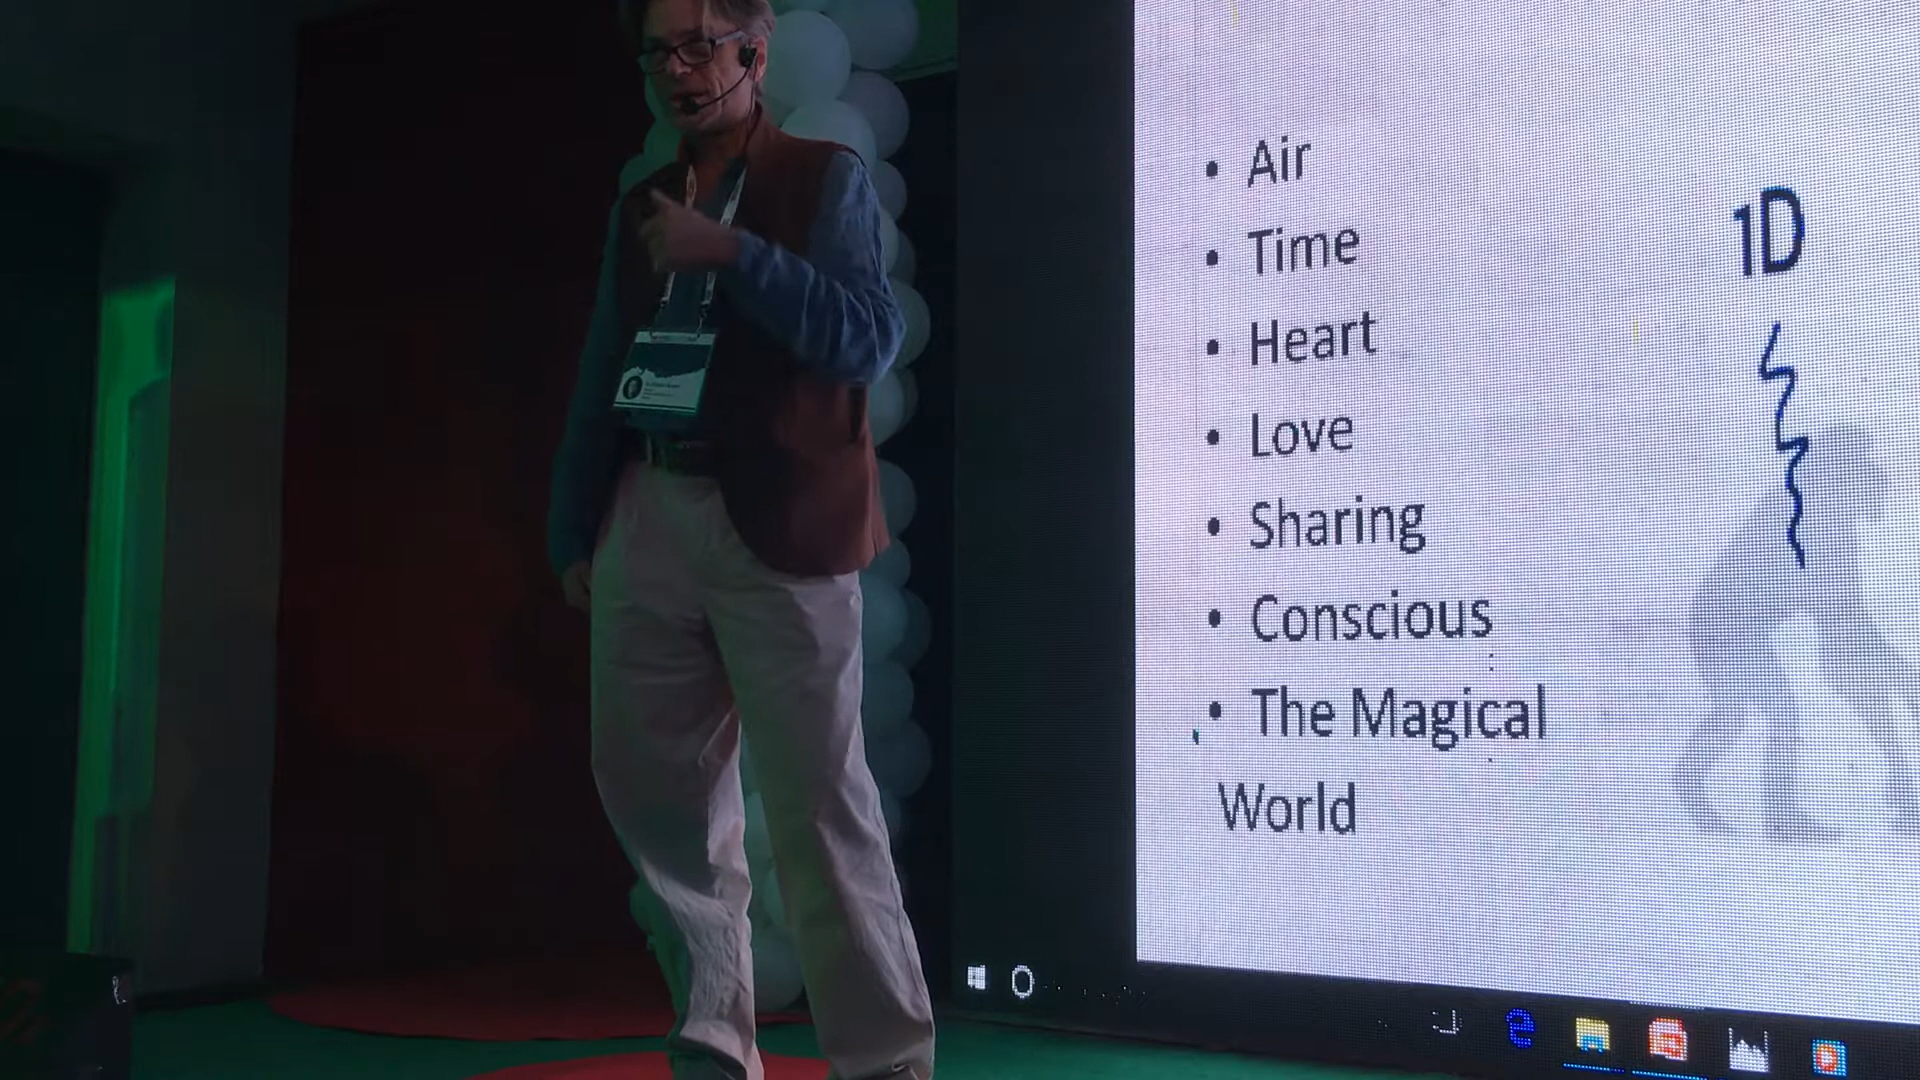 • Air
• Time
• Heart
• Love
• Sharing
• Conscious
• The Magical
World
1D